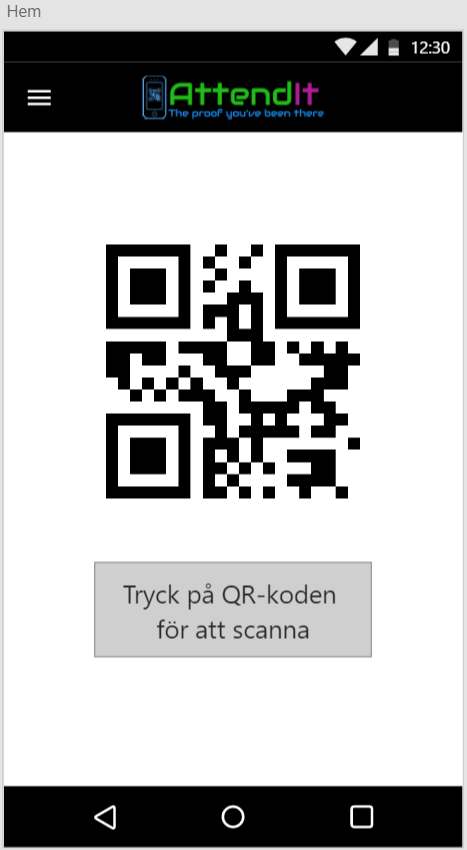 Hem
12:30
AttendIt
The proof you've been there
Tryck på QR-koden
för att scanna